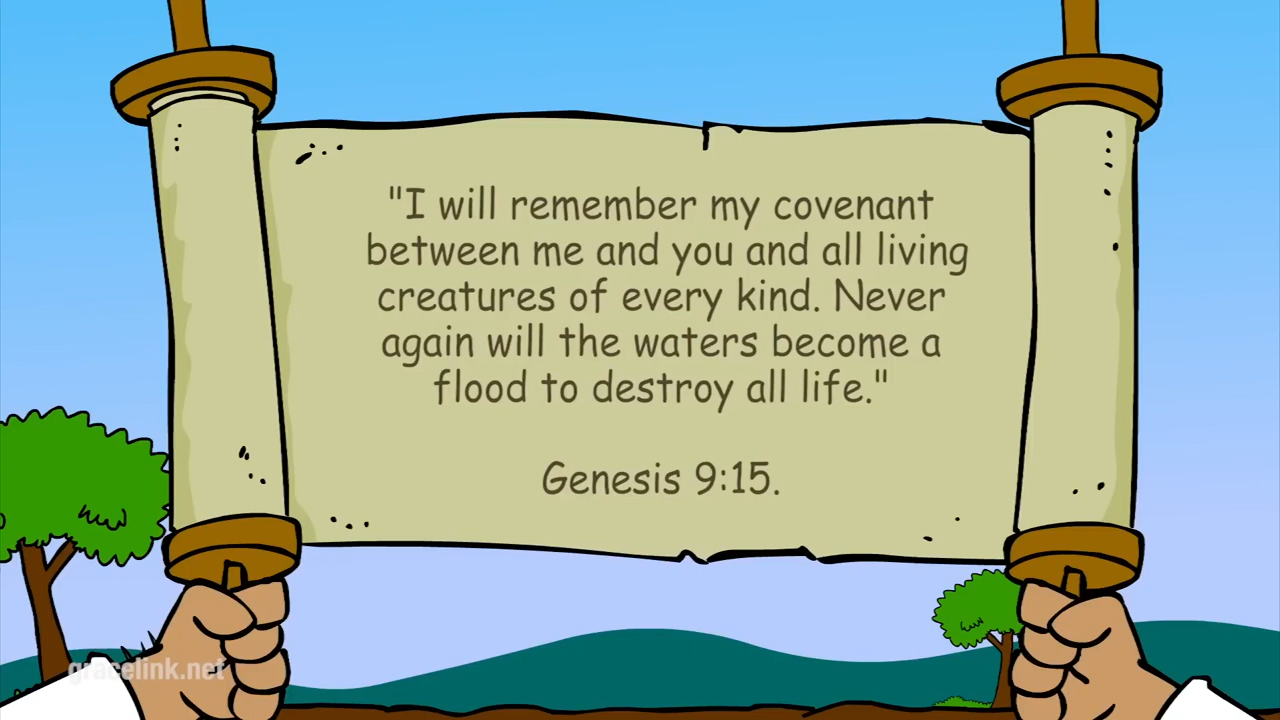 "I will remember my covenant
between me and you and all living
creatures of every kind. Never
again will the waters become a
flood to destroy all life."
Genesis 9:15.
gracelink.net